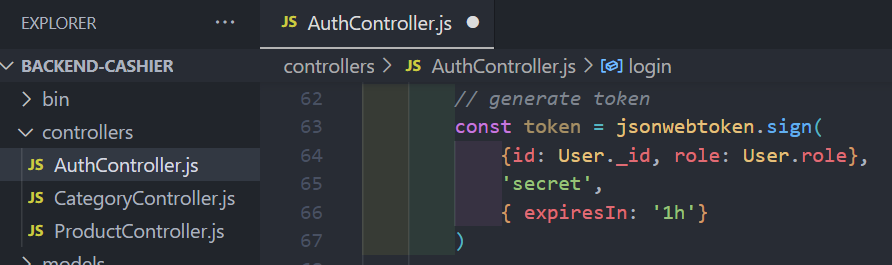 EXPLORER ...
JS AuthController.js
BACKEND-CASHIER
controllers > JS AuthController.js > login
bin
controllers
JS AuthController.js
JS CategoryController.js
JS ProductController.js
models
62 // generate token
63 const token = jsonwebtoken.sign(
64 {id: User._id, role: User.role},
65 'secret',
66 { expiresIn: '1h'}
67 )